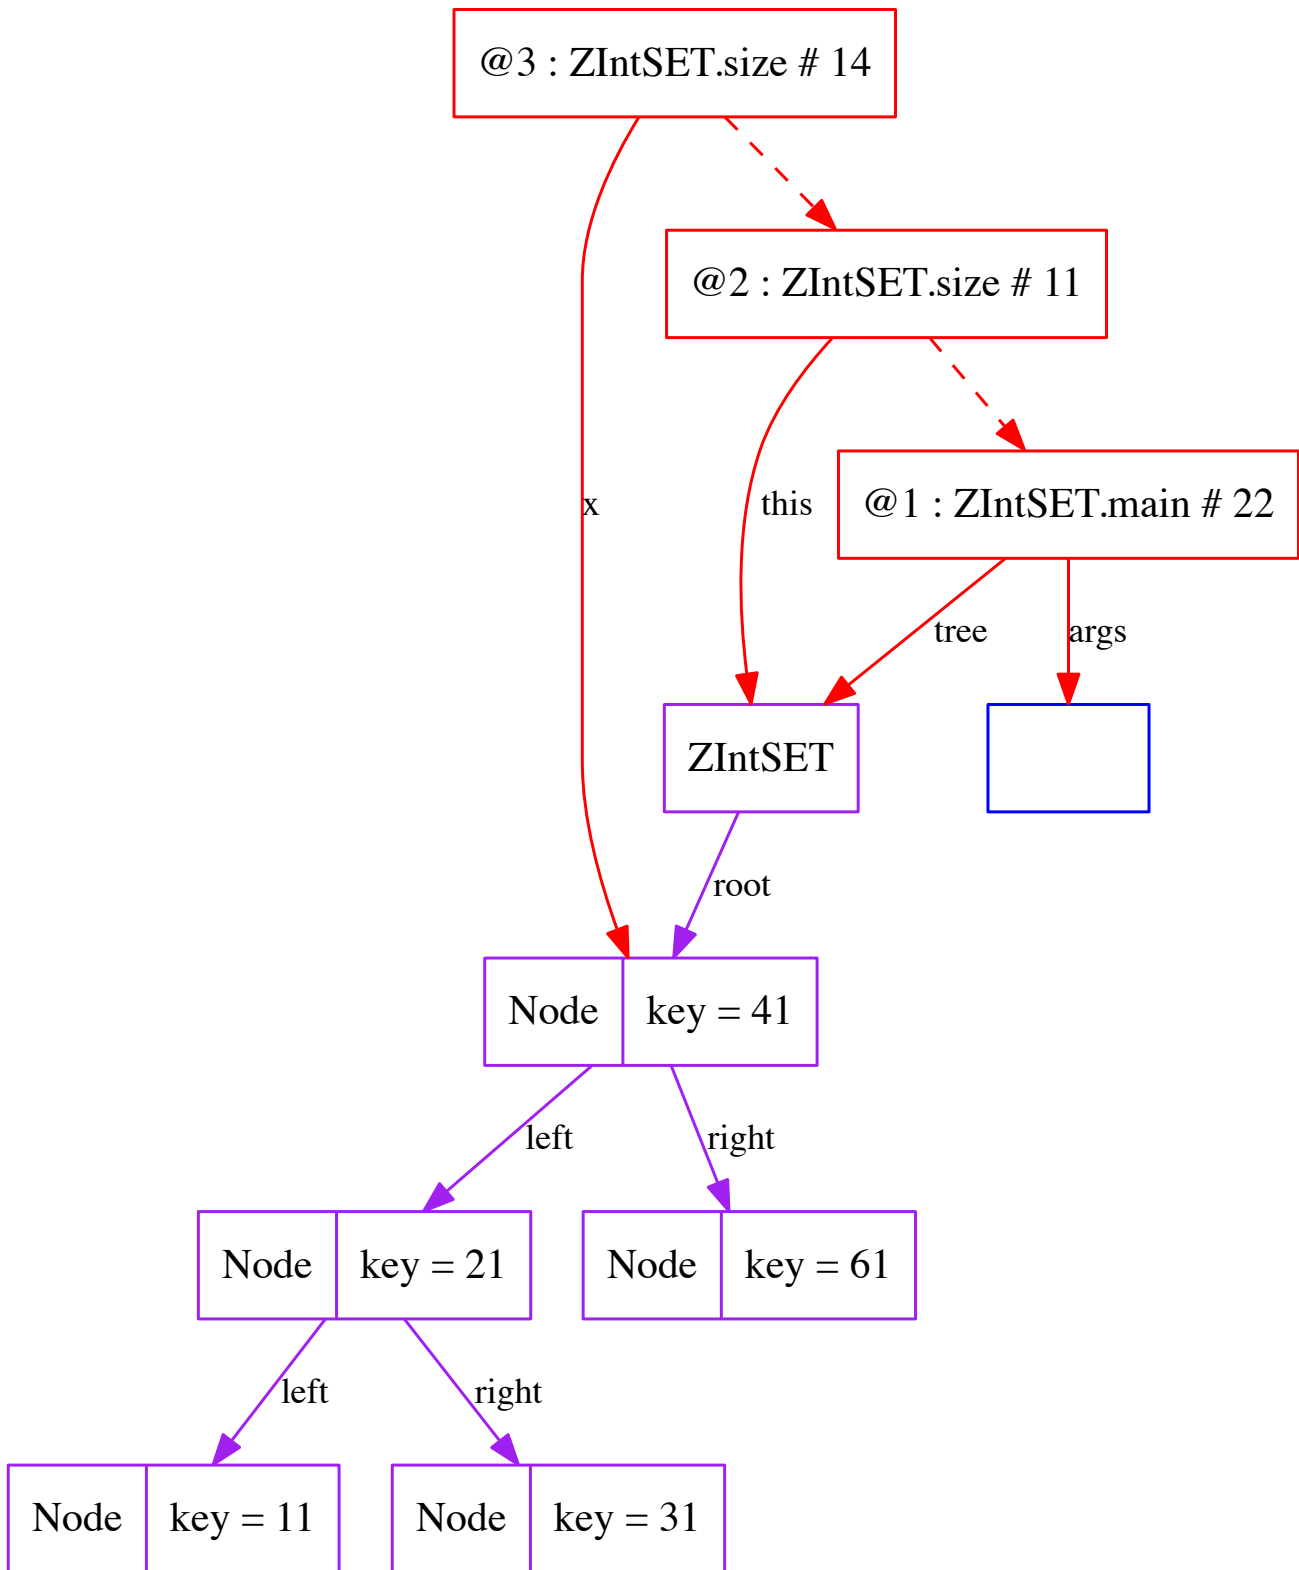 @3 : ZIntSET.size # 14
@2 : ZIntSET.size # 11
x
this
@1 : ZIntSET.main # 22
tree
args
ZIntSET
root
Node
key = 41
left
right
Node
key = 21
Node
key = 61
left
right
Node
key = 11
Node
key = 31